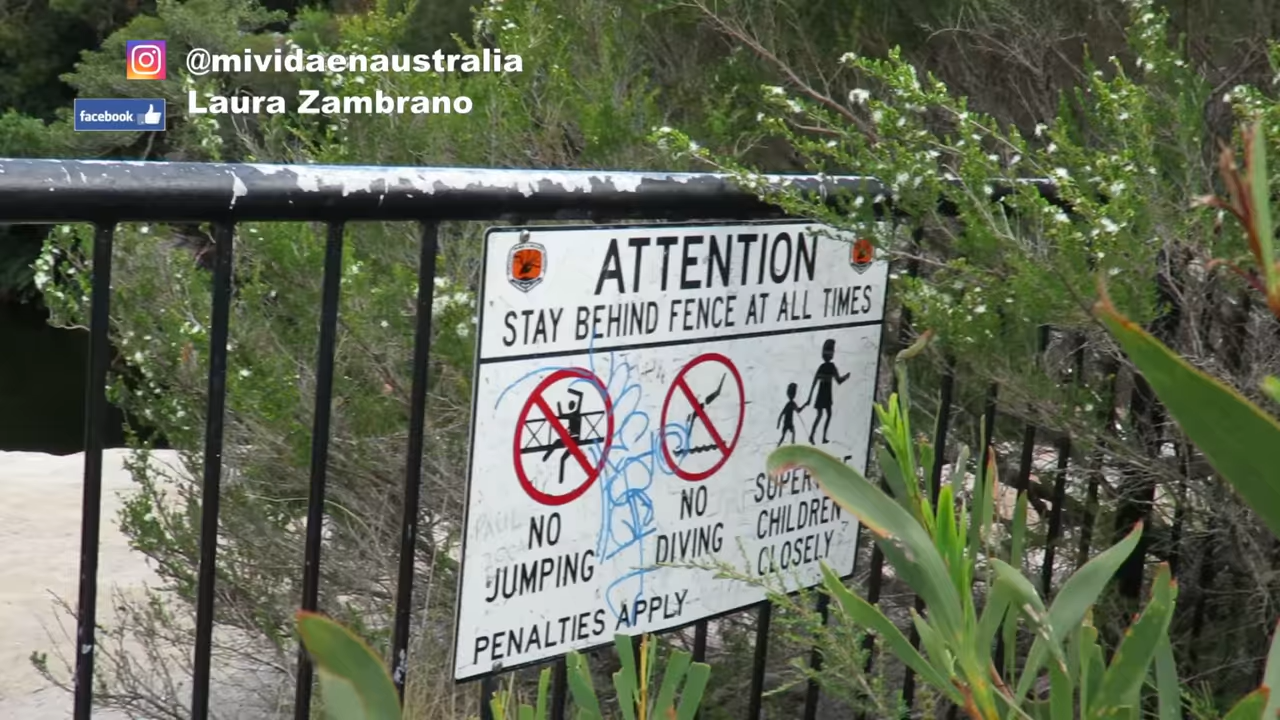 @mividaenaustralia
facebook
Laura Zambrano
ATTENTION
STAY BEHIND FENCE AT ALL TIMES
NO
JUMPING
NO
DIVING
SUPERVISE
CHILDREN
CLOSELY
PENALTIES APPLY